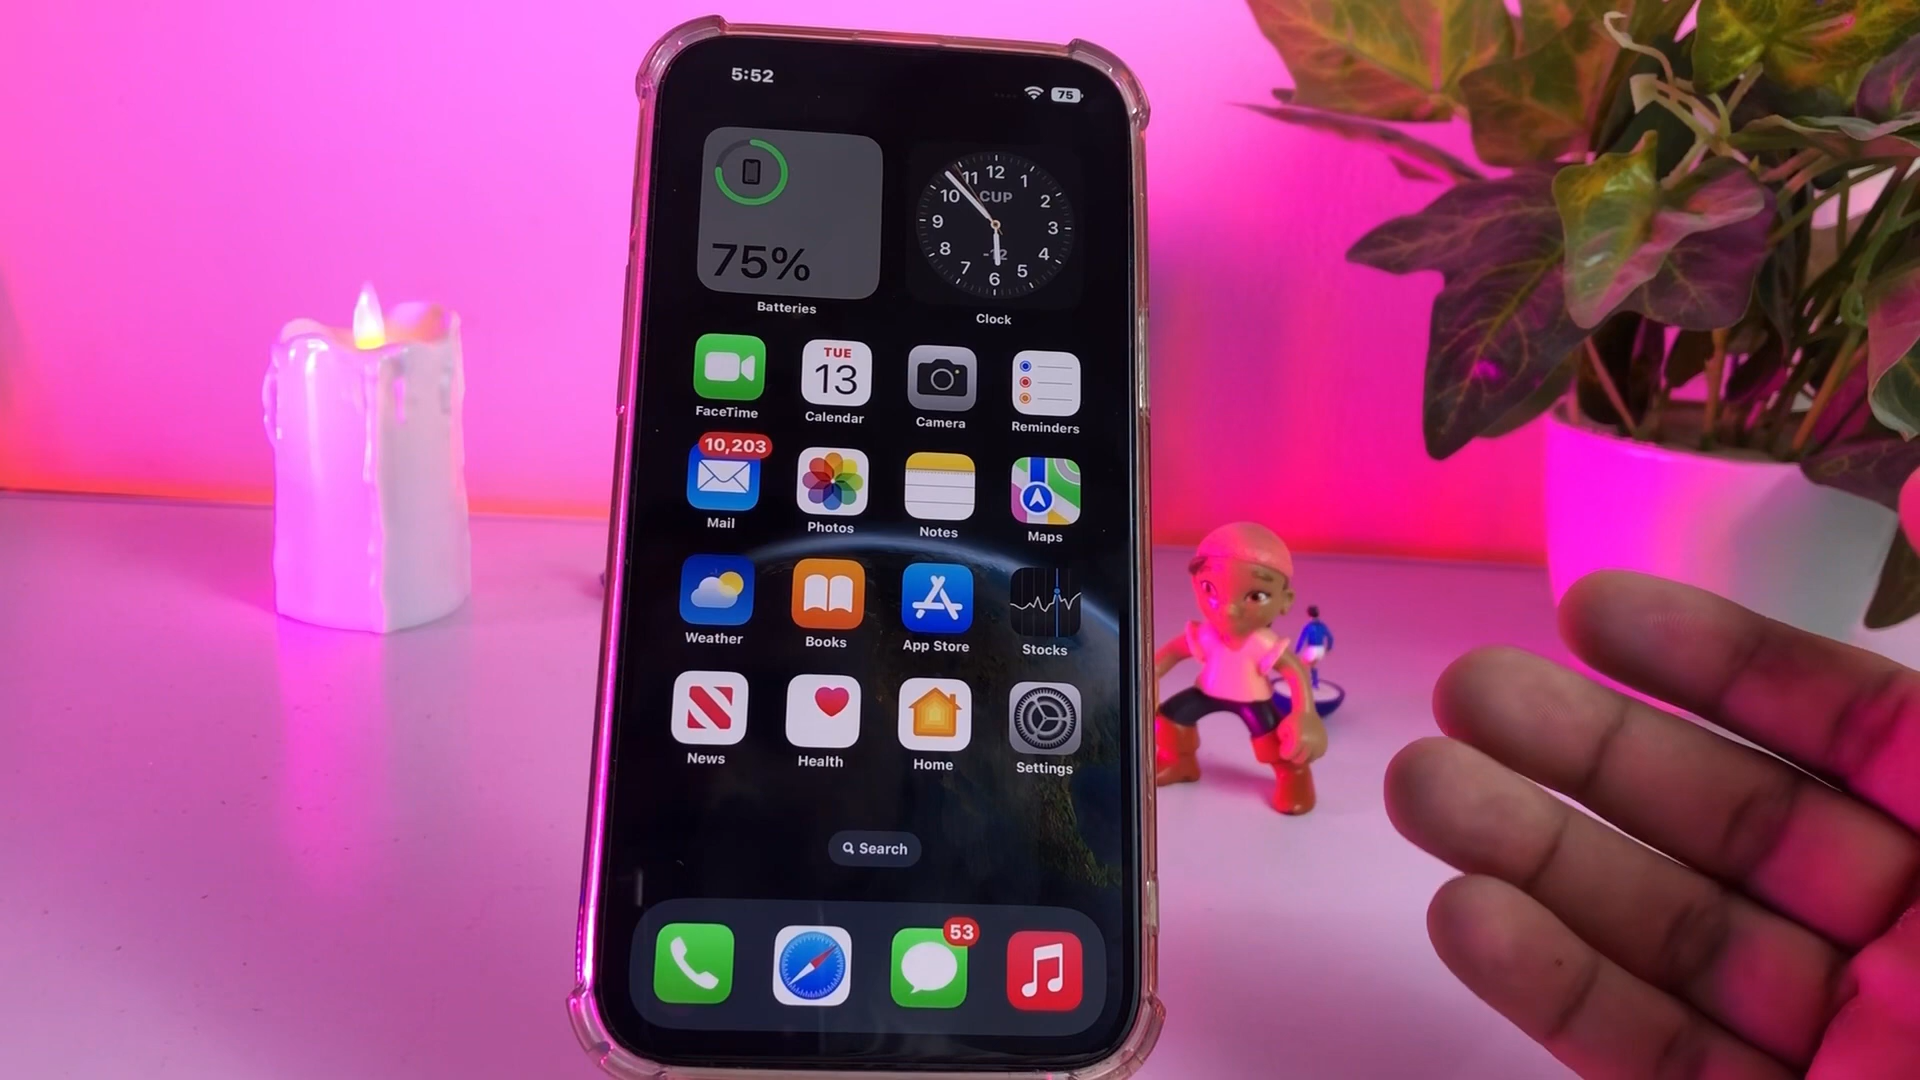 5:52
75
75%
Batteries
12
1
2
3
4
5
6
7
8
9
10
11
CUP
-12
Clock
FaceTime
TUE
13
Calendar
Camera
Reminders
10,203
Mail
Photos
Notes
Maps
Weather
Books
App Store
Stocks
News
Health
Home
Settings
Search
53